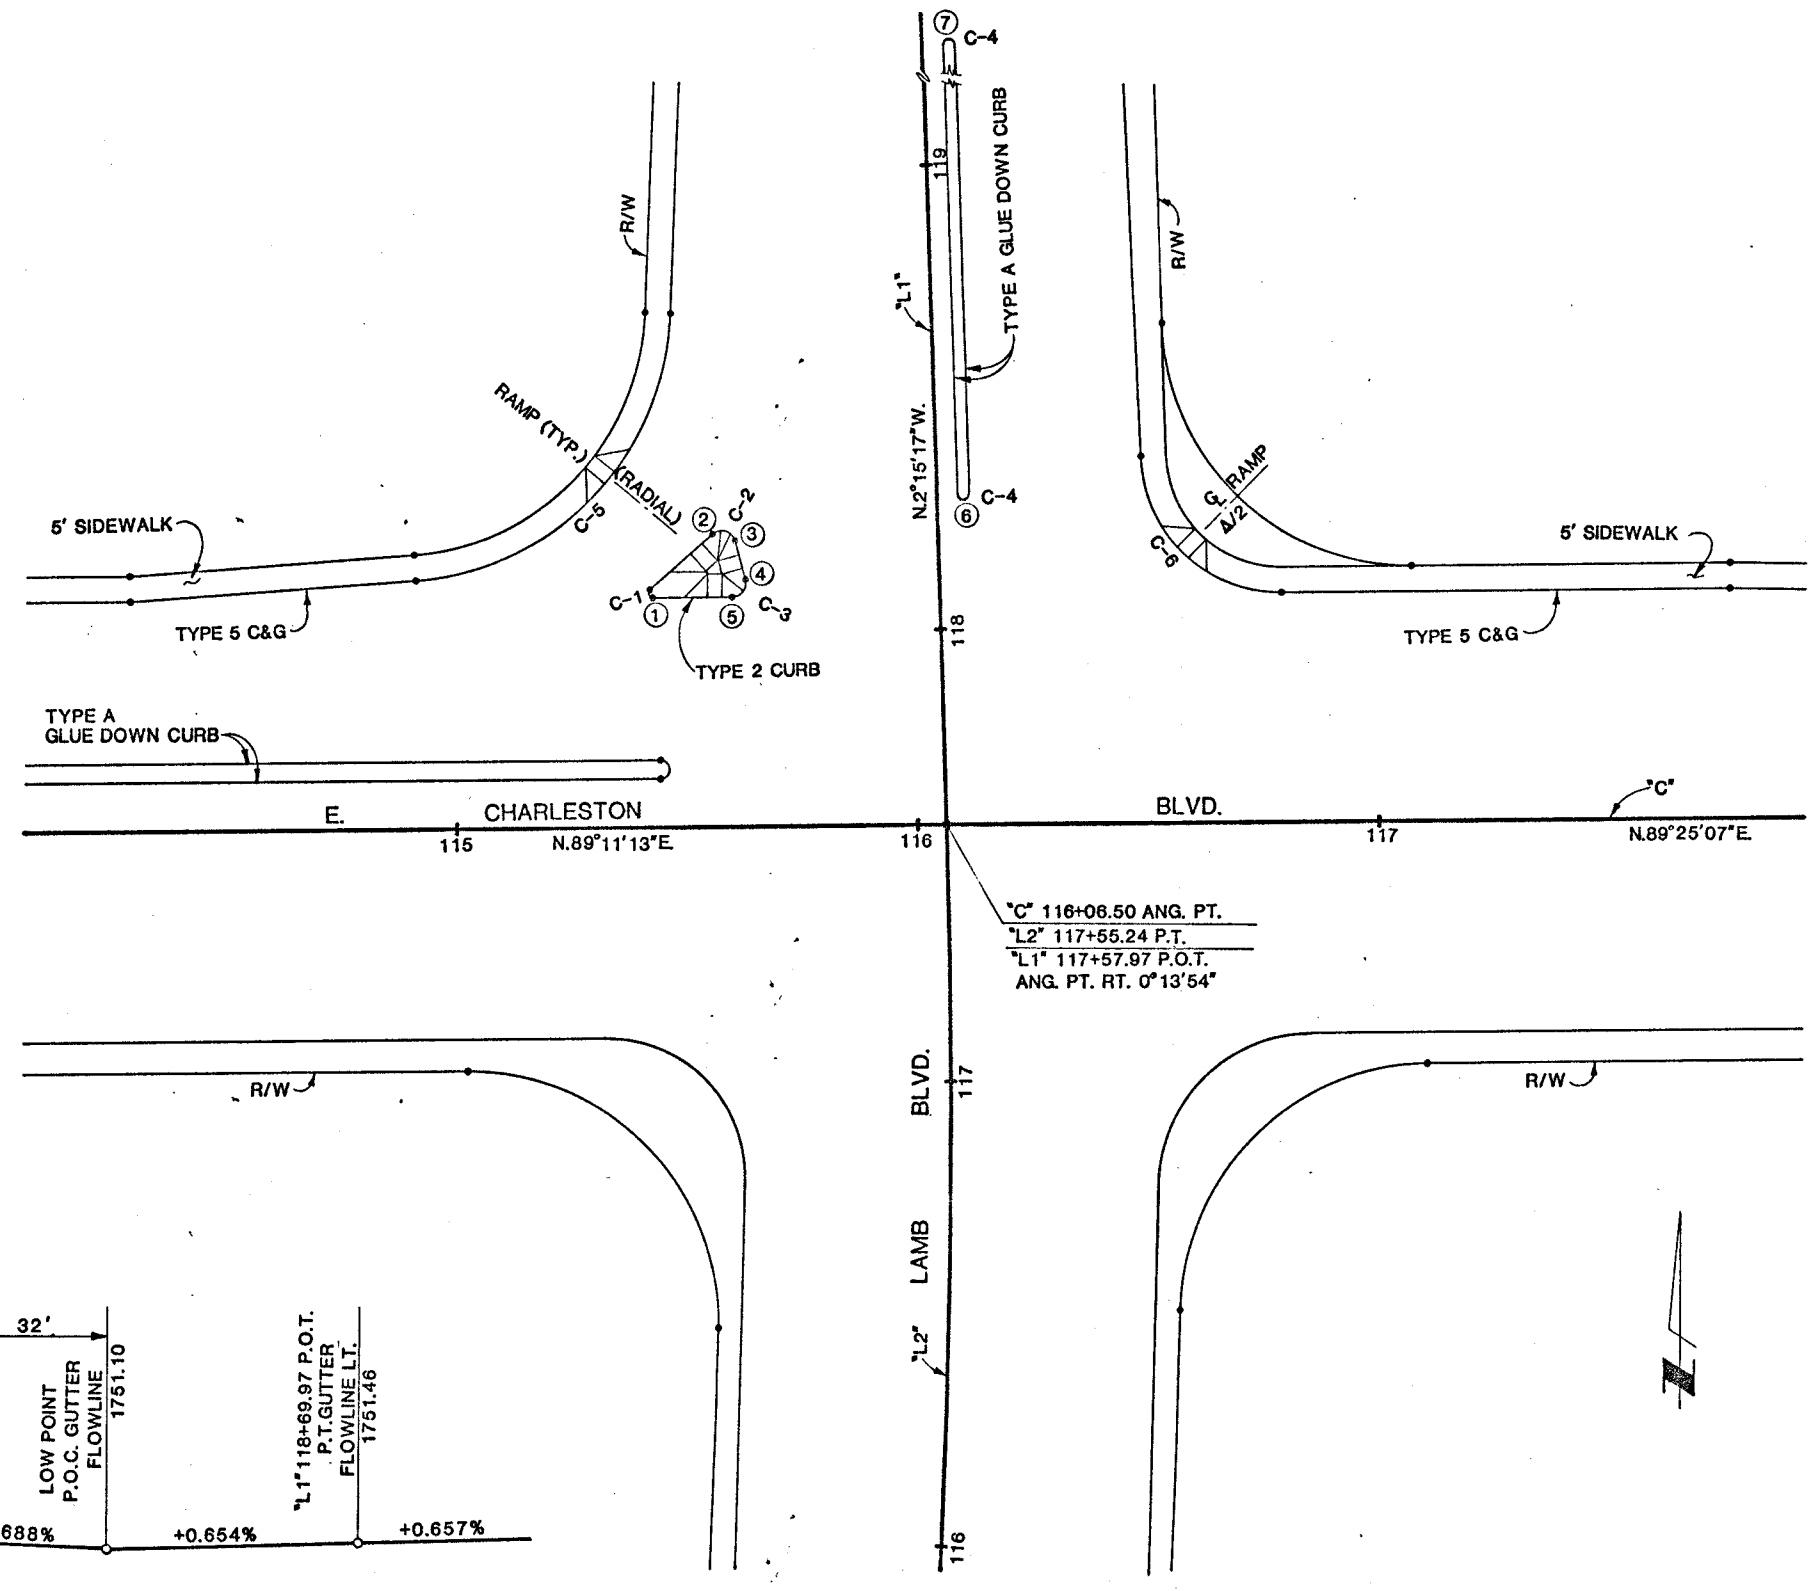 7
C-4
TYPE A GLUE DOWN CURB
119
R/W
R/W
"L1"
N.2°15'17"W.
RAMP (TYP.)
(RADIAL)
C-5
C-2
2
3
4
C-1
1
5
C-3
C-4
6
℄ RAMP
Δ/2
C-6
5' SIDEWALK
5' SIDEWALK
TYPE 5 C&G
TYPE 5 C&G
118
TYPE 2 CURB
TYPE A
GLUE DOWN CURB
E. CHARLESTON BLVD.
"C"
115
N.89°11'13"E.
116
117
N.89°25'07"E.
"C" 116+06.50 ANG. PT.
"L2" 117+55.24 P.T.
"L1" 117+57.97 P.O.T.
ANG. PT. RT. 0°13'54"
R/W
R/W
LAMB BLVD.
117
"L2"
116
32'
LOW POINT
P.O.C. GUTTER
FLOWLINE
1751.10
"L1" 118+69.97 P.O.T.
P.T. GUTTER
FLOWLINE LT.
1751.46
688%
+0.654%
+0.657%
N